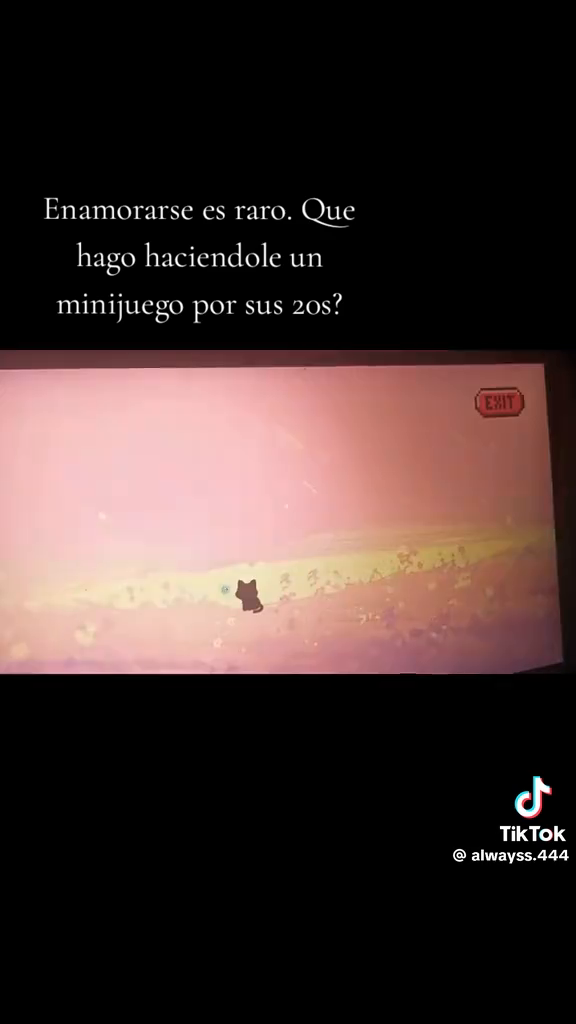 Enamorarse es raro. Que
hago haciendole un
minijuego por sus 20s?
EXIT
TikTok
@ alwayss.444